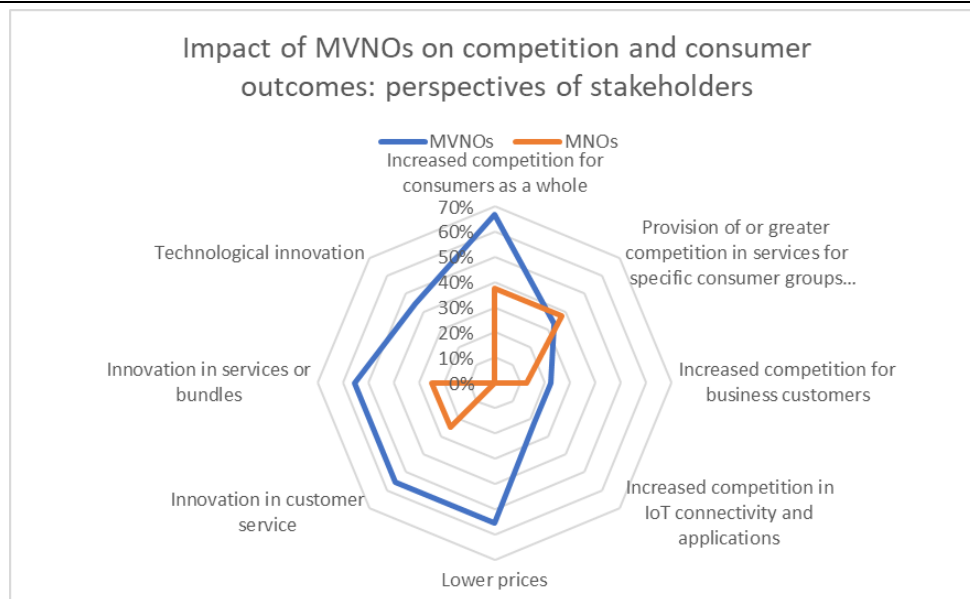 Impact of MVNOs on competition and consumer
outcomes: perspectives of stakeholders
MVNOs
MNOs
Increased competition for
consumers as a whole
Provision of or greater
competition in services for
specific consumer groups...
Increased competition for
business customers
Increased competition in
IoT connectivity and
applications
Lower prices
Innovation in customer
service
Innovation in services or
bundles
Technological innovation
70%
60%
50%
40%
30%
20%
10%
0%